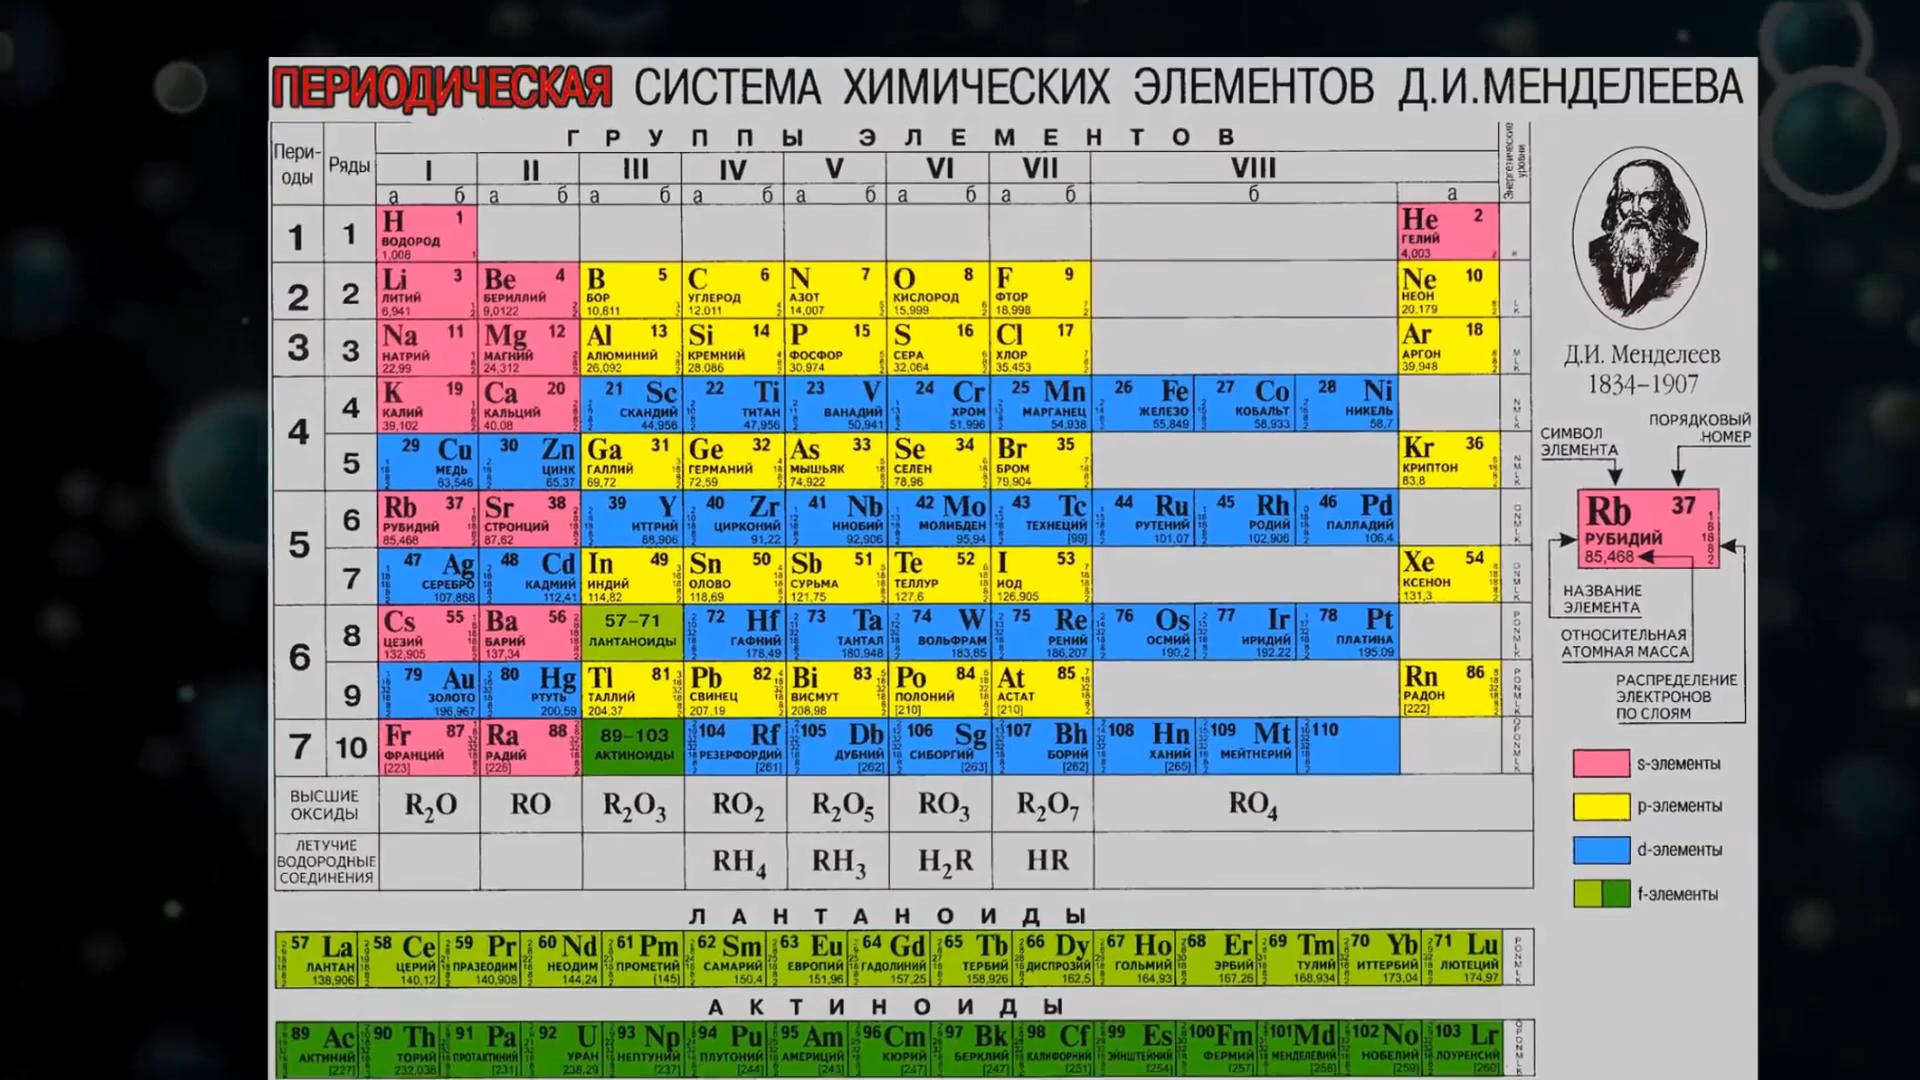 ПЕРИОДИЧЕСКАЯ СИСТЕМА ХИМИЧЕСКИХ ЭЛЕМЕНТОВ Д.И.МЕНДЕЛЕЕВА
Пери-
оды
Ряды
ГРУППЫ ЭЛЕМЕНТОВ
Энергетические
уровни
I II III IV V VI VII VIII
а б а б а б а б а б а б а б б а
1 1 H 1 He 2
ВОДОРОД ГЕЛИЙ
1,008 4,003
2 2 Li 3 Be 4 B 5 C 6 N 7 O 8 F 9 Ne 10
ЛИТИЙ БЕРИЛЛИЙ БОР УГЛЕРОД АЗОТ КИСЛОРОД ФТОР НЕОН
6,941 9,0122 10,811 12,011 14,007 15,999 18,998 20,179
3 3 Na 11 Mg 12 Al 13 Si 14 P 15 S 16 Cl 17 Ar 18
НАТРИЙ МАГНИЙ АЛЮМИНИЙ КРЕМНИЙ ФОСФОР СЕРА ХЛОР АРГОН
22,99 24,312 26,092 28,086 30,974 32,064 35,453 39,948
4 4 K 19 Ca 20 21 Sc 22 Ti 23 V 24 Cr 25 Mn 26 Fe 27 Co 28 Ni
КАЛИЙ КАЛЬЦИЙ СКАНДИЙ ТИТАН ВАНАДИЙ ХРОМ МАРГАНЕЦ ЖЕЛЕЗО КОБАЛЬТ НИКЕЛЬ
39,102 40,08 44,956 47,956 50,941 51,996 54,938 55,849 58,933 58,7
5 29 Cu 30 Zn Ga 31 Ge 32 As 33 Se 34 Br 35 Kr 36
МЕДЬ ЦИНК ГАЛЛИЙ ГЕРМАНИЙ МЫШЬЯК СЕЛЕН БРОМ КРИПТОН
63,546 65,37 69,72 72,59 74,922 78,96 79,904 83,8
5 6 Rb 37 Sr 38 39 Y 40 Zr 41 Nb 42 Mo 43 Tc 44 Ru 45 Rh 46 Pd
РУБИДИЙ СТРОНЦИЙ ИТТРИЙ ЦИРКОНИЙ НИОБИЙ МОЛИБДЕН ТЕХНЕЦИЙ РУТЕНИЙ РОДИЙ ПАЛЛАДИЙ
85,468 87,62 88,906 91,22 92,906 95,94 [99] 101,07 102,906 106,4
7 47 Ag 48 Cd In 49 Sn 50 Sb 51 Te 52 I 53 Xe 54
СЕРЕБРО КАДМИЙ ИНДИЙ ОЛОВО СУРЬМА ТЕЛЛУР ИОД КСЕНОН
107,868 112,41 114,82 118,69 121,75 127,6 126,905 131,3
6 8 Cs 55 Ba 56 57–71 72 Hf 73 Ta 74 W 75 Re 76 Os 77 Ir 78 Pt
ЦЕЗИЙ БАРИЙ ЛАНТАНОИДЫ ГАФНИЙ ТАНТАЛ ВОЛЬФРАМ РЕНИЙ ОСМИЙ ИРИДИЙ ПЛАТИНА
132,905 137,34 178,49 180,948 183,85 186,207 190,2 192,22 195,09
9 79 Au 80 Hg Tl 81 Pb 82 Bi 83 Po 84 At 85 Rn 86
ЗОЛОТО РТУТЬ ТАЛЛИЙ СВИНЕЦ ВИСМУТ ПОЛОНИЙ АСТАТ РАДОН
196,967 200,59 204,37 207,19 208,98 [210] [210] [222]
7 10 Fr 87 Ra 88 89–103 104 Rf 105 Db 106 Sg 107 Bh 108 Hn 109 Mt 110
ФРАНЦИЙ РАДИЙ АКТИНОИДЫ РЕЗЕРФОРДИЙ ДУБНИЙ СИБОРГИЙ БОРИЙ ХАНИЙ МЕЙТНЕРИЙ
[223] [226] [261] [262] [263] [262] [265]
ВЫСШИЕ
ОКСИДЫ
R₂O RO R₂O₃ RO₂ R₂O₅ RO₃ R₂O₇ RO₄
ЛЕТУЧИЕ
ВОДОРОДНЫЕ
СОЕДИНЕНИЯ
RH₄ RH₃ H₂R HR
ЛАНТАНОИДЫ
57 La 58 Ce 59 Pr 60 Nd 61 Pm 62 Sm 63 Eu 64 Gd 65 Tb 66 Dy 67 Ho 68 Er 69 Tm 70 Yb 71 Lu
ЛАНТАН ЦЕРИЙ ПРАЗЕОДИМ НЕОДИМ ПРОМЕТИЙ САМАРИЙ ЕВРОПИЙ ГАДОЛИНИЙ ТЕРБИЙ ДИСПРОЗИЙ ГОЛЬМИЙ ЭРБИЙ ТУЛИЙ ИТТЕРБИЙ ЛЮТЕЦИЙ
138,906 140,12 140,908 144,24 [145] 150,4 151,96 157,25 158,926 162,5 164,93 167,26 168,934 173,04 174,97
АКТИНОИДЫ
89 Ac 90 Th 91 Pa 92 U 93 Np 94 Pu 95 Am 96 Cm 97 Bk 98 Cf 99 Es 100 Fm 101 Md 102 No 103 Lr
АКТИНИЙ ТОРИЙ ПРОТАКТИНИЙ УРАН НЕПТУНИЙ ПЛУТОНИЙ АМЕРИЦИЙ КЮРИЙ БЕРКЛИЙ КАЛИФОРНИЙ ЭЙНШТЕЙНИЙ ФЕРМИЙ МЕНДЕЛЕВИЙ НОБЕЛИЙ ЛОУРЕНСИЙ
[227] 232,038 [231] 238,29 [237] [244] [243] [247] [247] [251] [254] [257] [258] [259] [260]
Д.И. Менделеев
1834–1907
ПОРЯДКОВЫЙ
НОМЕР
СИМВОЛ
ЭЛЕМЕНТА
Rb 37
РУБИДИЙ
85,468
НАЗВАНИЕ
ЭЛЕМЕНТА
ОТНОСИТЕЛЬНАЯ
АТОМНАЯ МАССА
РАСПРЕДЕЛЕНИЕ
ЭЛЕКТРОНОВ
ПО СЛОЯМ
s-элементы
p-элементы
d-элементы
f-элементы